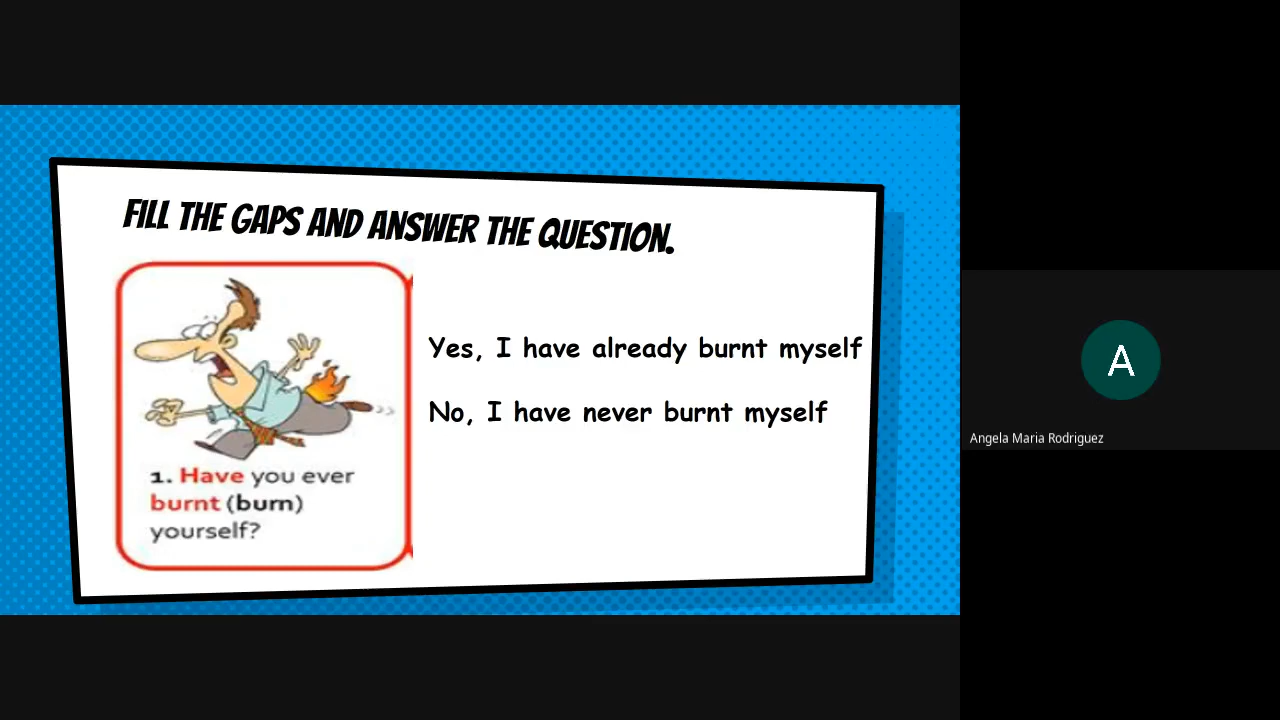 FILL THE GAPS AND ANSWER THE QUESTION.
Yes, I have already burnt myself
No, I have never burnt myself
1. Have you ever
burnt (burn)
yourself?
A
Angela Maria Rodriguez